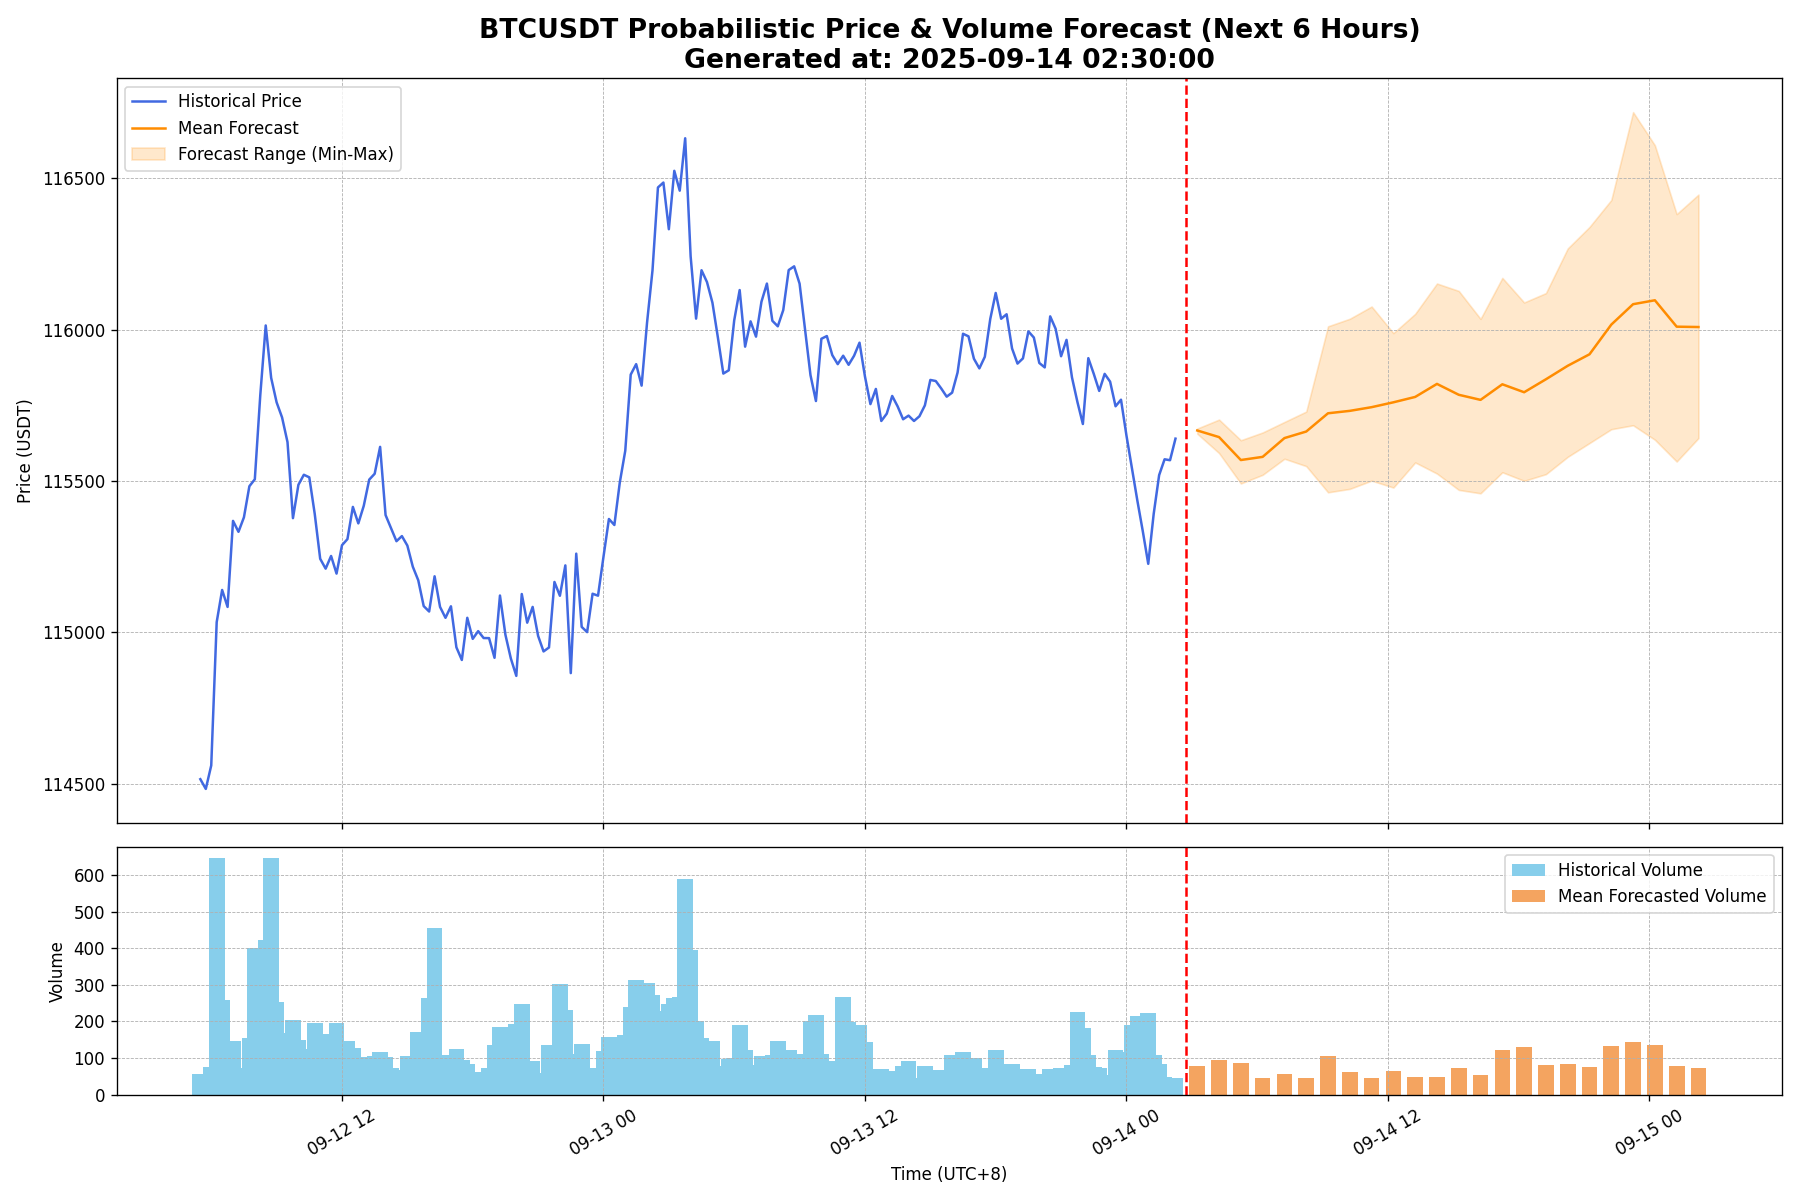 BTCUSDT Probabilistic Price & Volume Forecast (Next 6 Hours)
Generated at: 2025-09-14 02:30:00
Historical Price
Mean Forecast
Forecast Range (Min-Max)
116500
116000
115500
115000
114500
Price (USDT)
Historical Volume
Mean Forecasted Volume
600
500
400
300
200
100
0
Volume
09-12 12
09-13 00
09-13 12
09-14 00
09-14 12
09-15 00
Time (UTC+8)